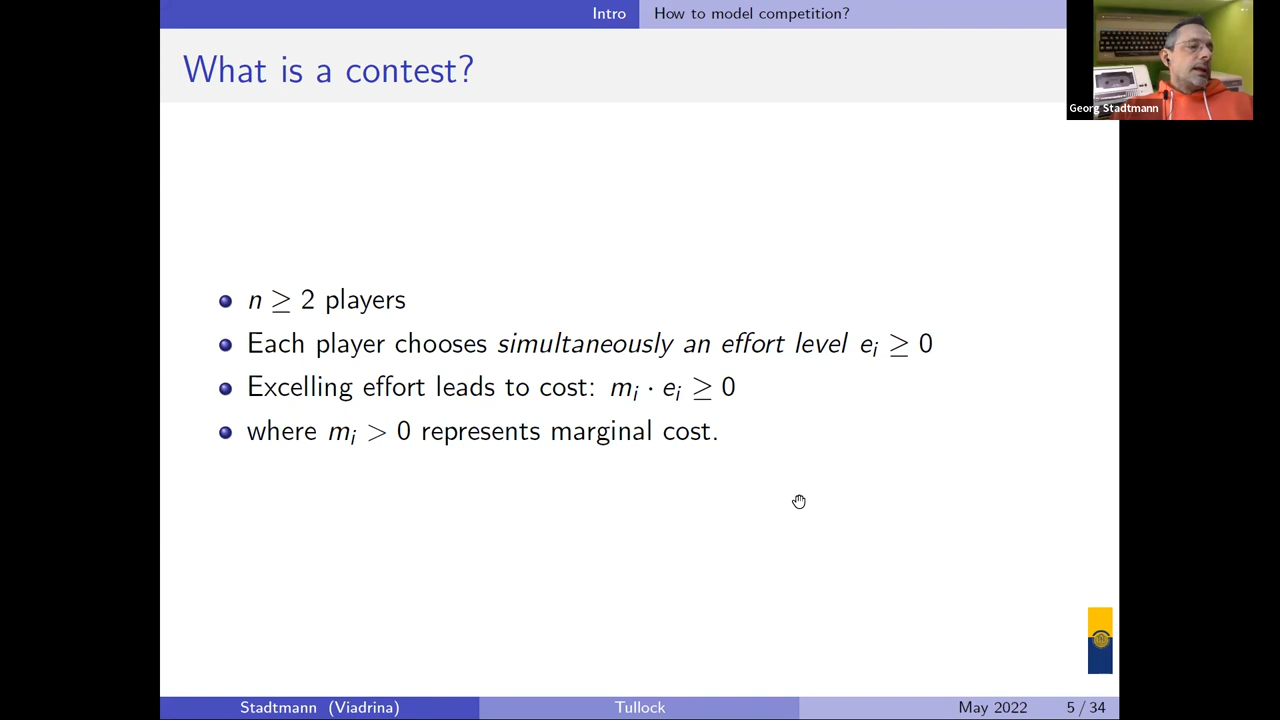 Intro
How to model competition?
What is a contest?
Georg Stadtmann
n ≥ 2 players
Each player chooses simultaneously an effort level eᵢ ≥ 0
Excelling effort leads to cost: mᵢ · eᵢ ≥ 0
where mᵢ > 0 represents marginal cost.
Stadtmann (Viadrina)
Tullock
May 2022
5 / 34